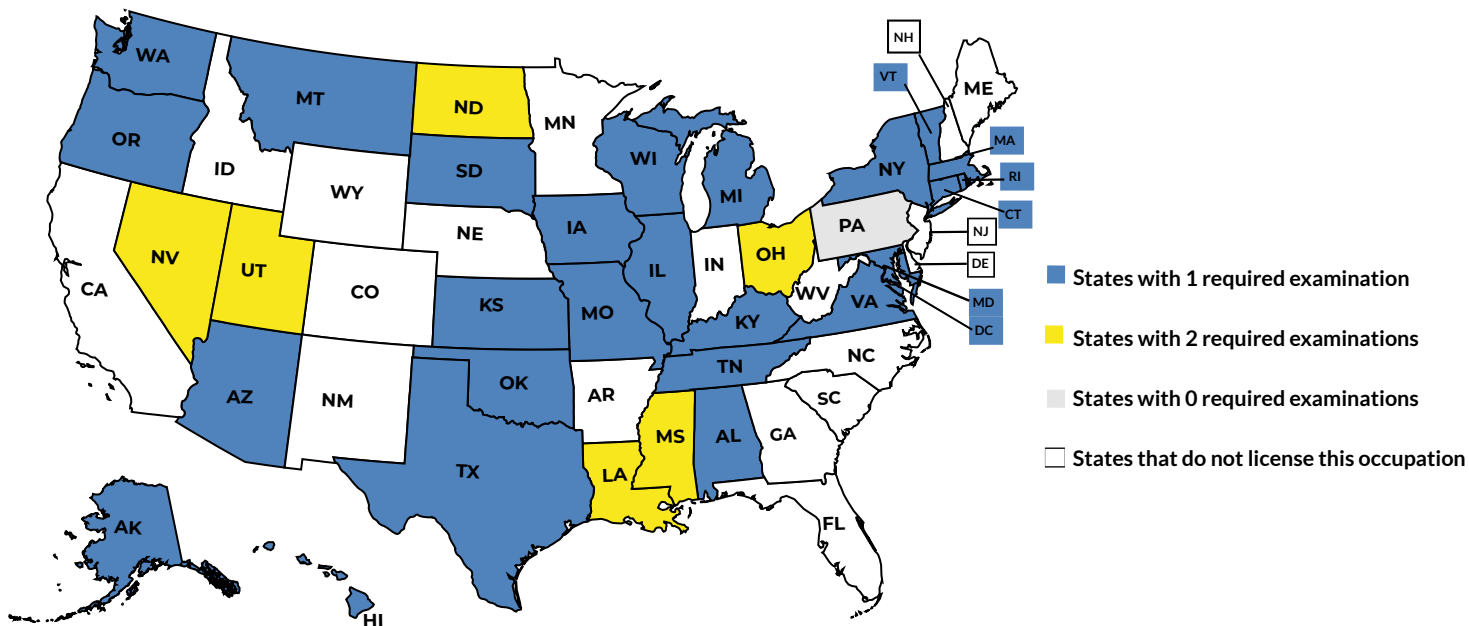 WA
MT
ND
MN
OR
ID
WY
SD
WI
MI
NY
ME
NH
VT
MA
RI
CT
NJ
DE
MD
DC
NV
UT
CA
CO
NE
IA
IL
IN
OH
PA
WV
VA
KS
MO
KY
NC
TN
AZ
NM
OK
AR
SC
MS
AL
GA
TX
LA
FL
AK
HI
States with 1 required examination
States with 2 required examinations
States with 0 required examinations
States that do not license this occupation